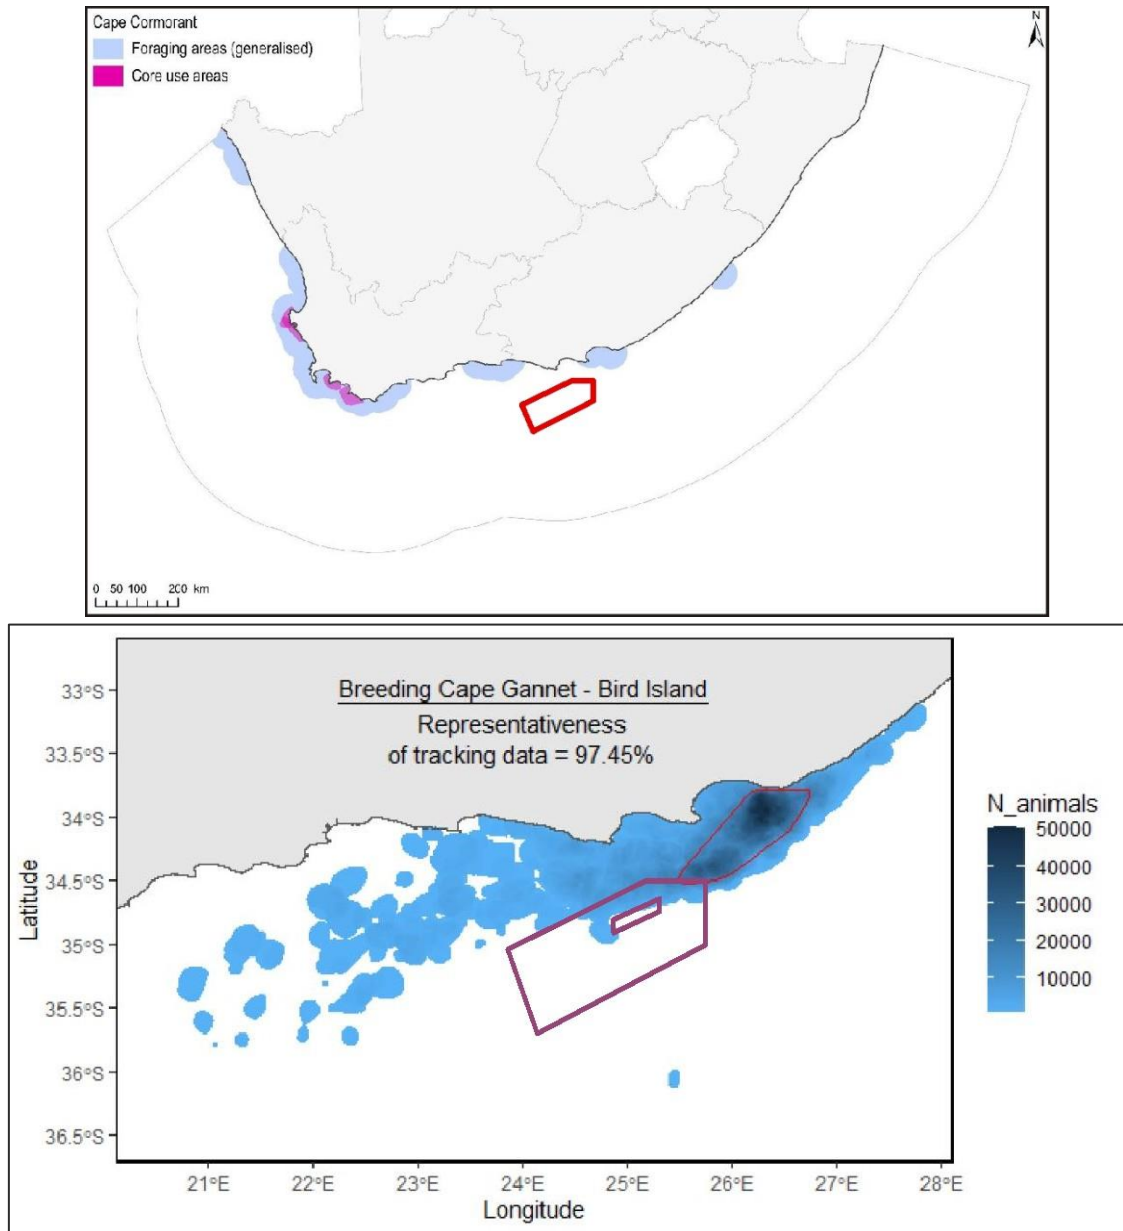 Cape Cormorant
Foraging areas (generalised)
Core use areas
N
0 50 100 200 km
Breeding Cape Gannet - Bird Island
Representativeness
of tracking data = 97.45%
33°S
33.5°S
34°S
34.5°S
35°S
35.5°S
36°S
36.5°S
Latitude
21°E 22°E 23°E 24°E 25°E 26°E 27°E 28°E
Longitude
N_animals
50000
40000
30000
20000
10000